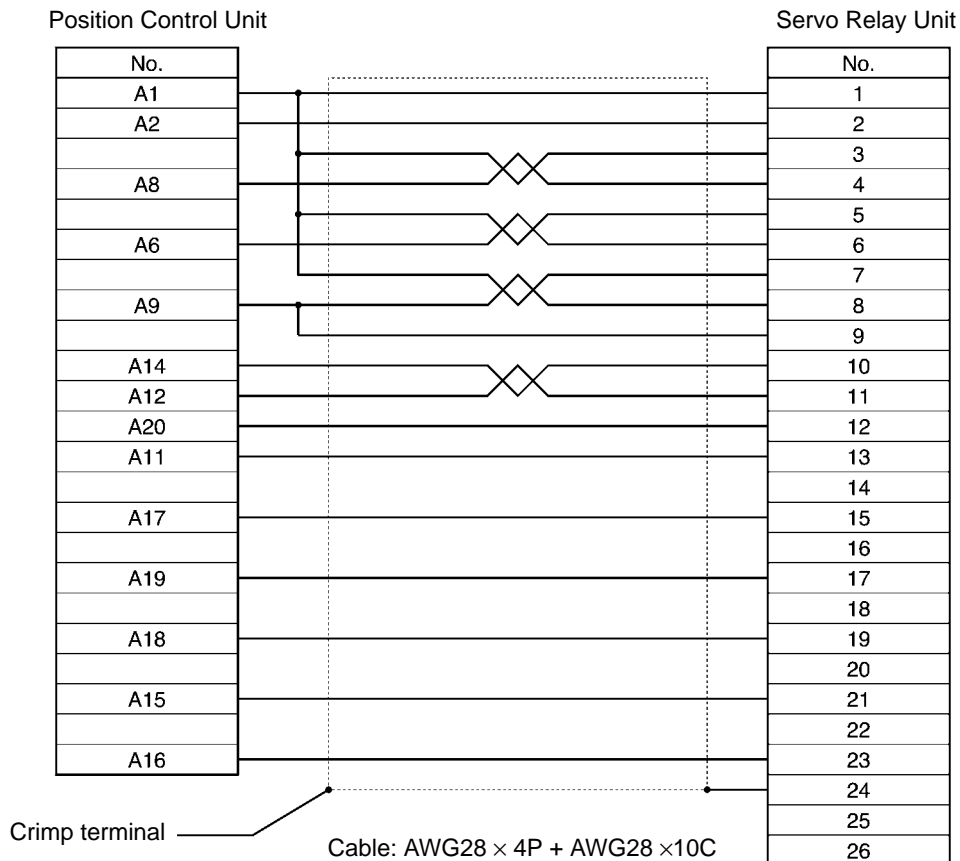 Position Control Unit
Servo Relay Unit
No.
No.
A1
1
A2
2
3
A8
4
5
A6
6
7
A9
8
9
A14
10
A12
11
A20
12
A11
13
14
A17
15
16
A19
17
18
A18
19
20
A15
21
22
A16
23
24
25
Crimp terminal
Cable: AWG28 × 4P + AWG28 ×10C
26